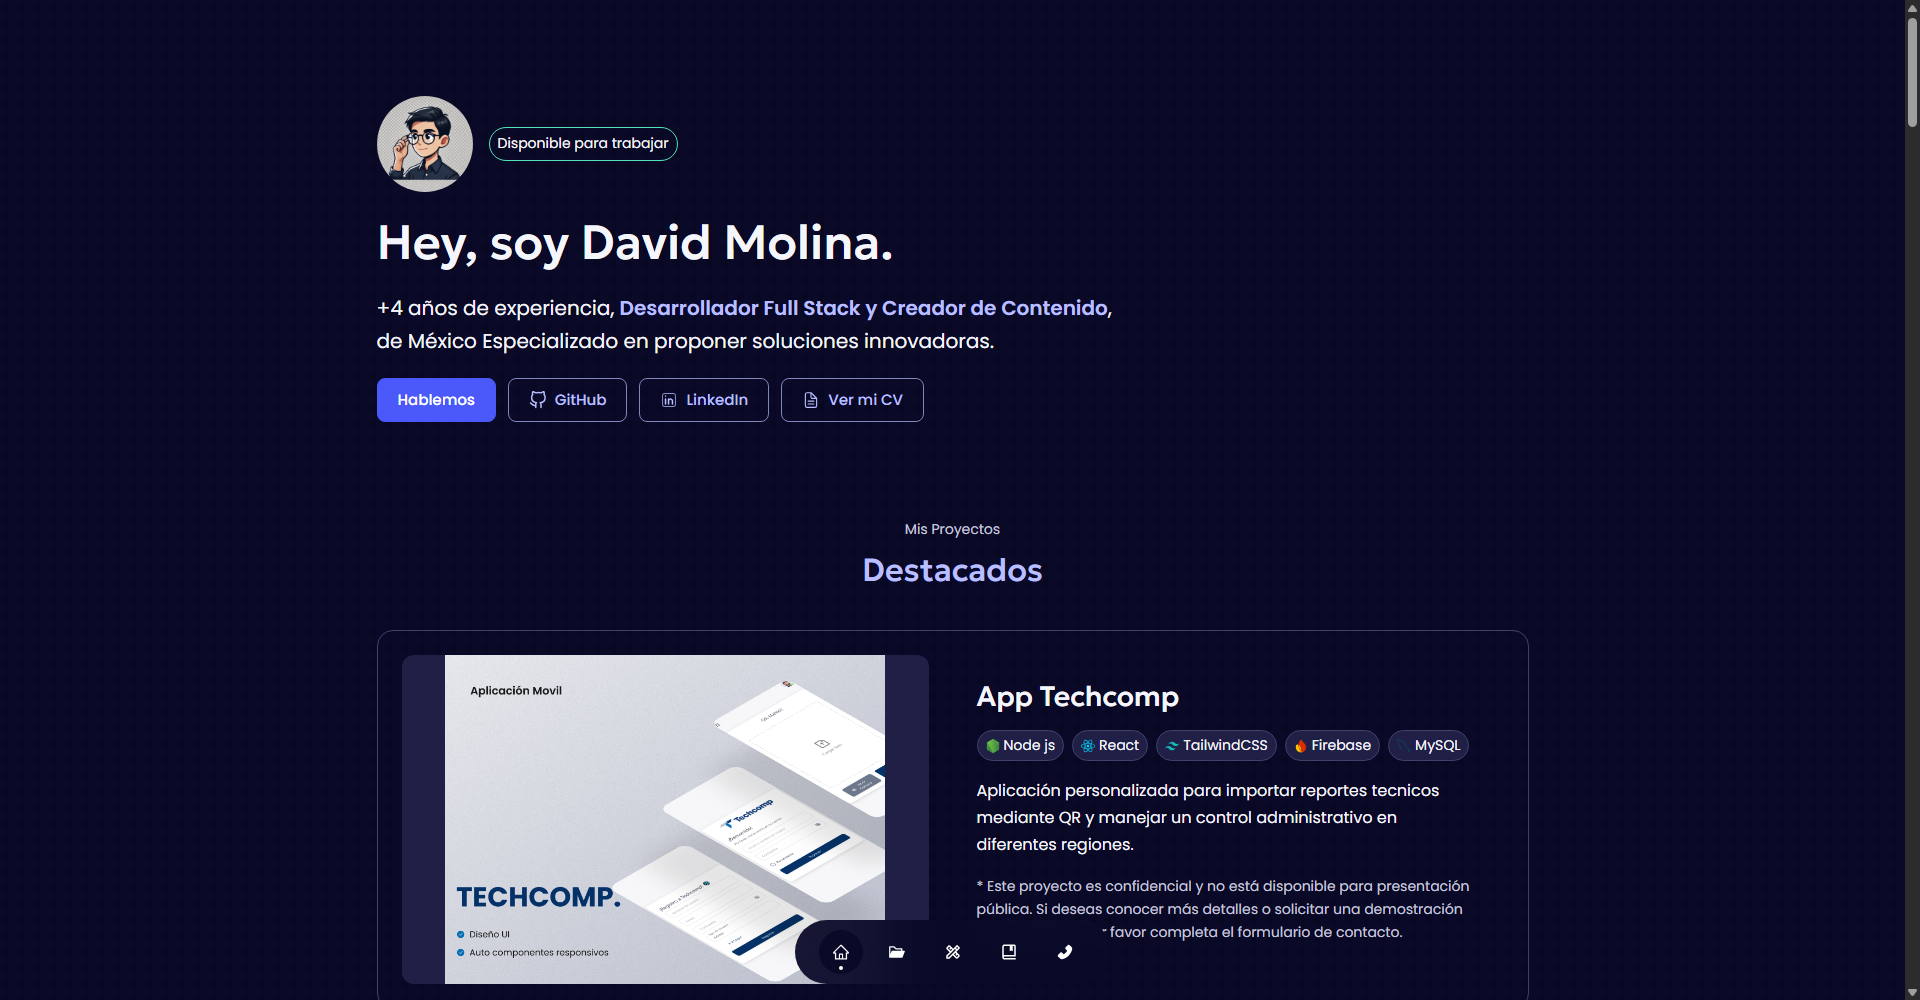 Disponible para trabajar
Hey, soy David Molina.
+4 años de experiencia, Desarrollador Full Stack y Creador de Contenido,
de México Especializado en proponer soluciones innovadoras.
Hablemos
GitHub
LinkedIn
Ver mi CV
Mis Proyectos
Destacados
Aplicación Movil
Techcomp
TECHCOMP.
Diseño UI
Auto componentes responsivos
App Techcomp
Node js
React
TailwindCSS
Firebase
MySQL
Aplicación personalizada para importar reportes tecnicos
mediante QR y manejar un control administrativo en
diferentes regiones.
* Este proyecto es confidencial y no está disponible para presentación
pública. Si deseas conocer más detalles o solicitar una demostración
favor completa el formulario de contacto.